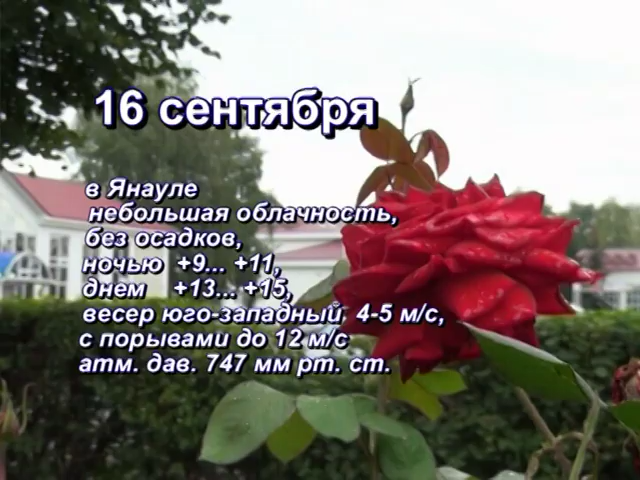 16 сентября
в Янауле
небольшая облачность,
без осадков,
ночью +9... +11,
днем +13... +15,
весер юго-западный, 4-5 м/с,
с порывами до 12 м/с
атм. дав. 747 мм рт. ст.